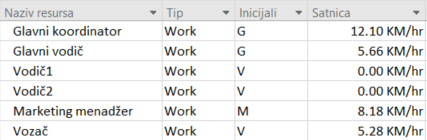 Naziv resursa Tip Inicijali Satnica
Glavni koordinator Work G 12.10 KM/hr
Glavni vodič Work G 5.66 KM/hr
Vodič1 Work V 0.00 KM/hr
Vodič2 Work V 0.00 KM/hr
Marketing menadžer Work M 8.18 KM/hr
Vozač Work V 5.28 KM/hr